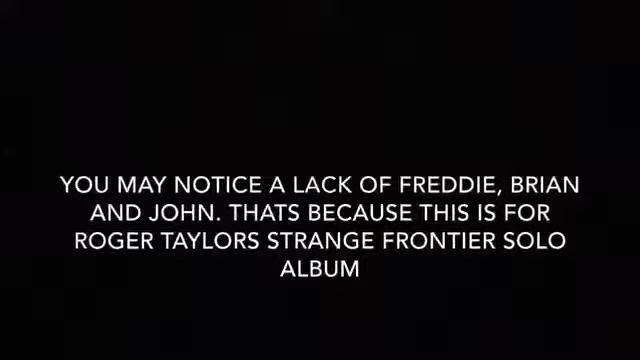 YOU MAY NOTICE A LACK OF FREDDIE, BRIAN
AND JOHN. THATS BECAUSE THIS IS FOR
ROGER TAYLORS STRANGE FRONTIER SOLO
ALBUM